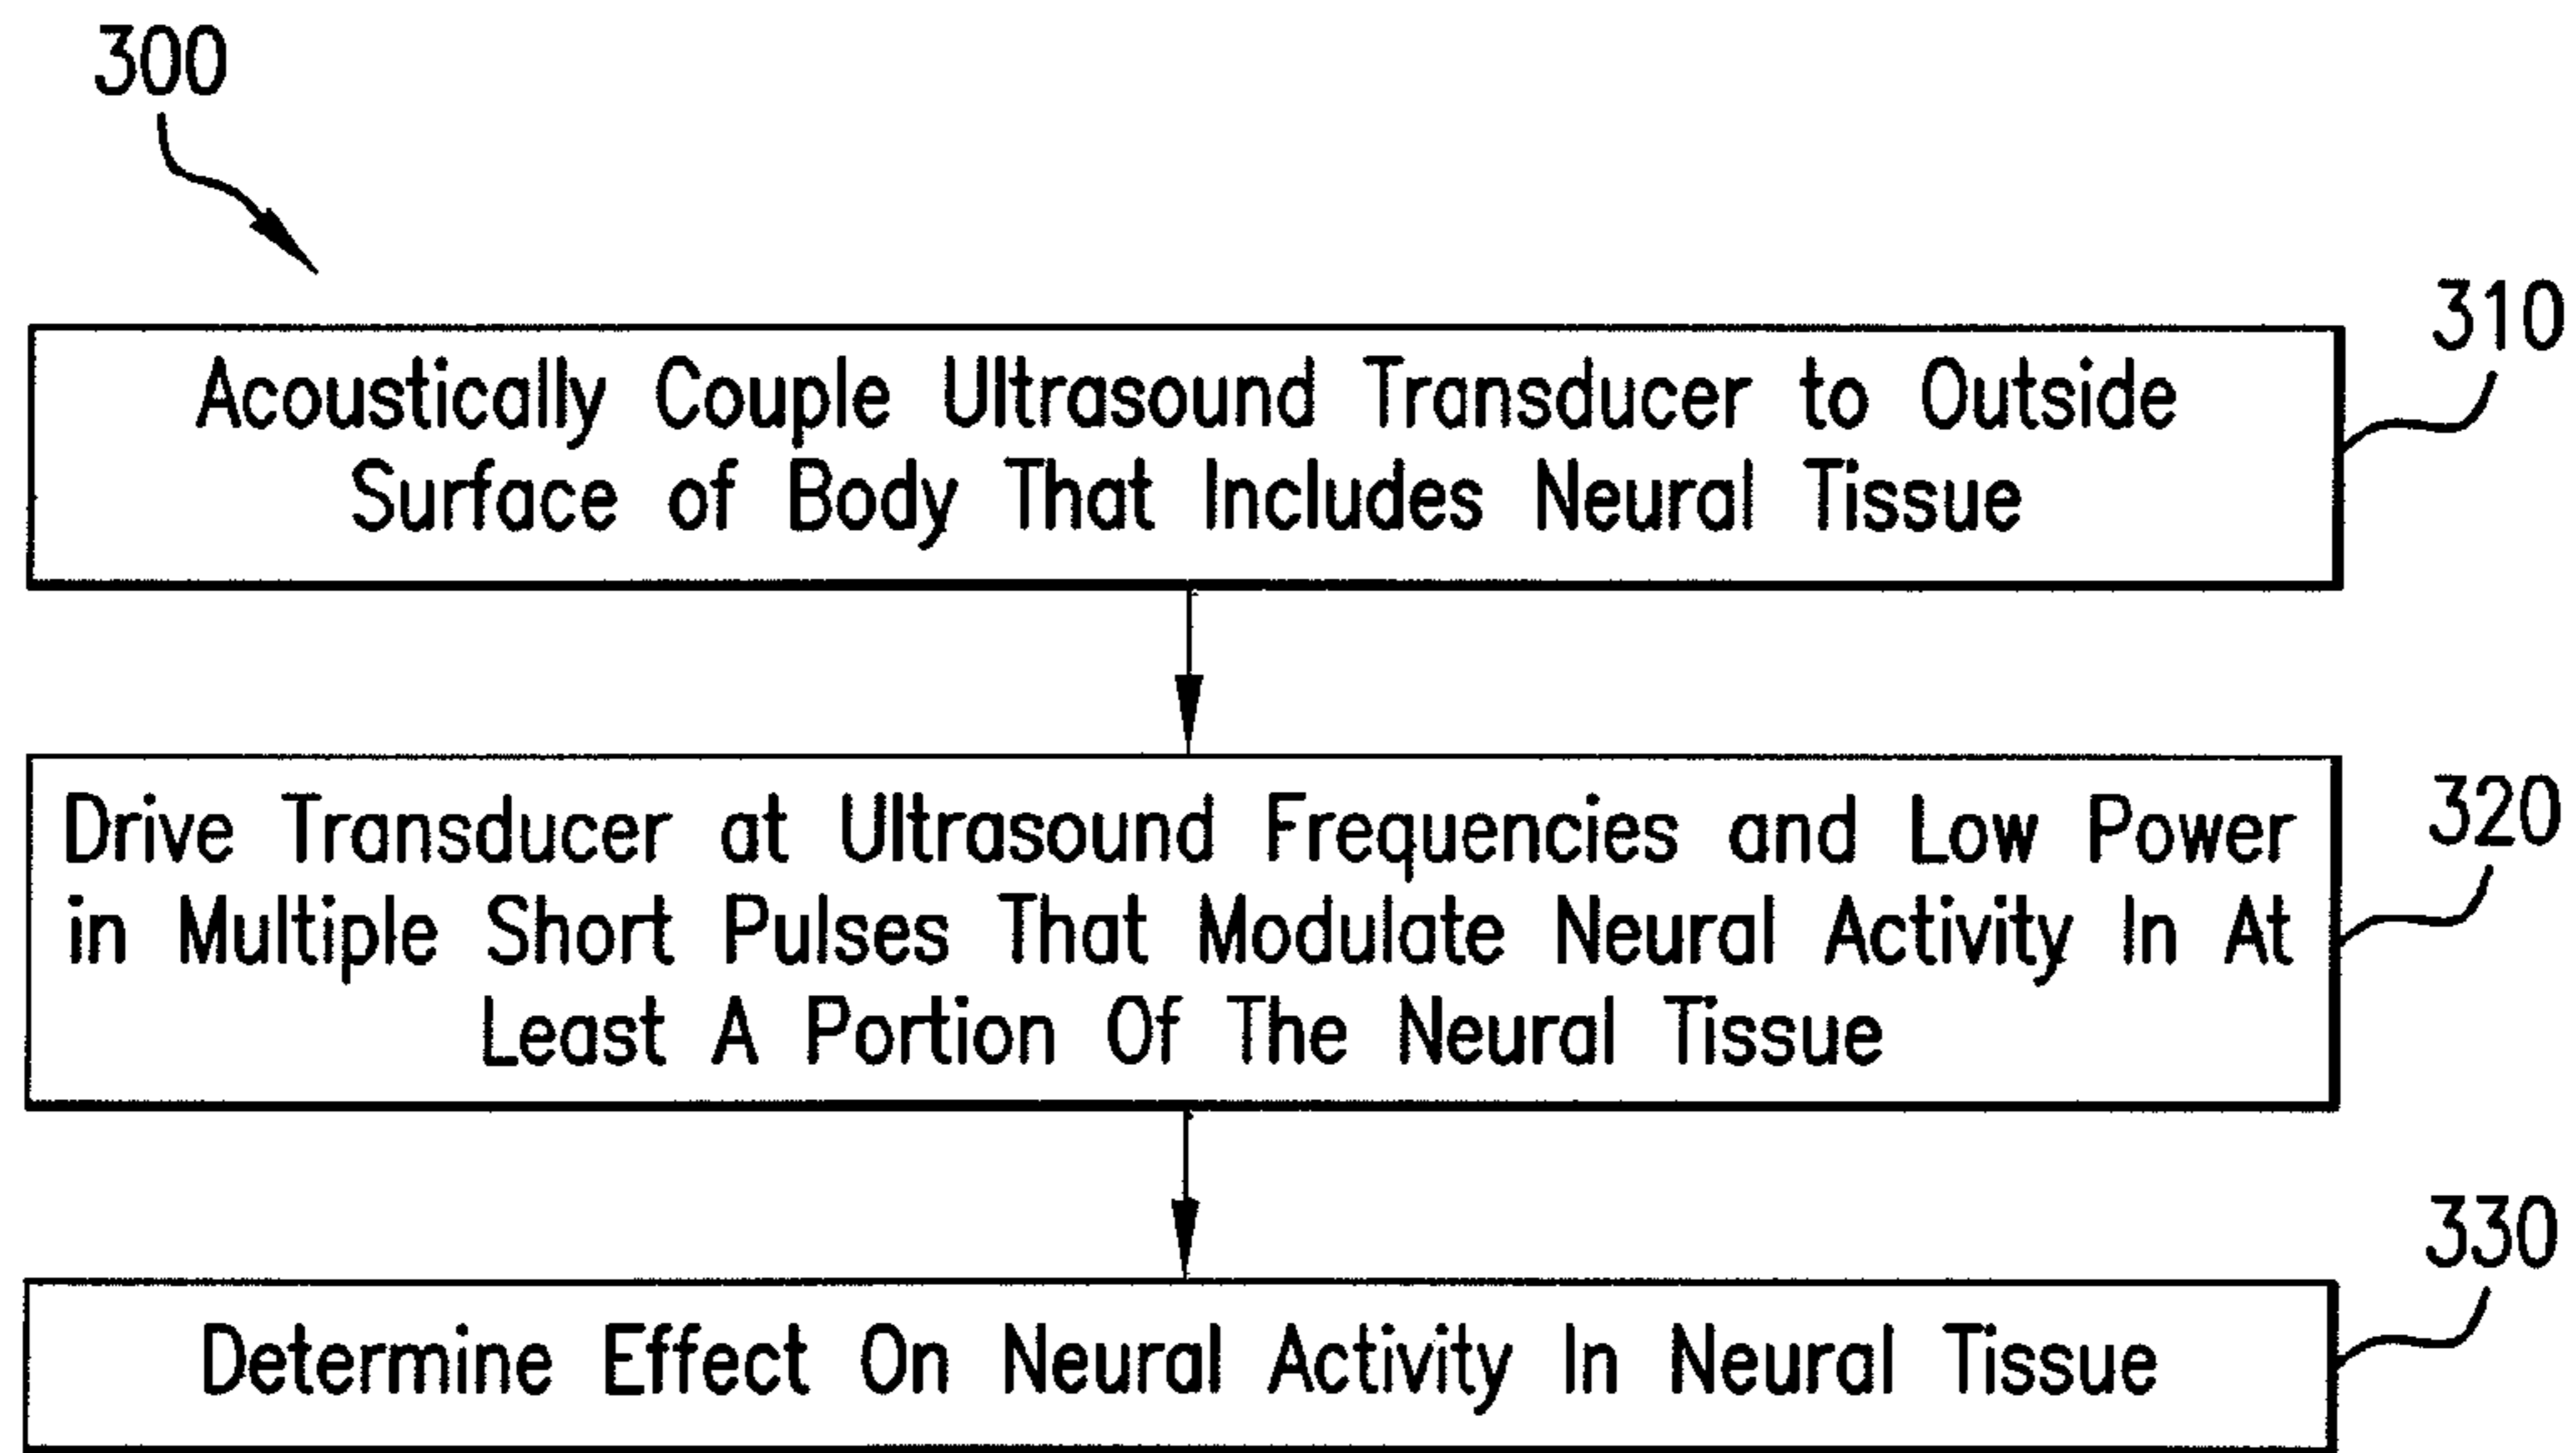 300
310
Acoustically Couple Ultrasound Transducer to Outside
Surface of Body That Includes Neural Tissue
320
Drive Transducer at Ultrasound Frequencies and Low Power
in Multiple Short Pulses That Modulate Neural Activity In At
Least A Portion Of The Neural Tissue
330
Determine Effect On Neural Activity In Neural Tissue